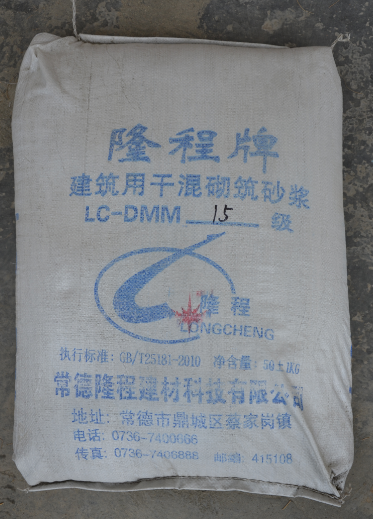 隆程牌
建筑用干混砌筑砂浆
LC-DMM 15 级
隆程
LONGCHENG
执行标准: GB/T25181-2010 净含量: 50±1KG
常德隆程建材科技有限公司
地址: 常德市鼎城区蔡家岗镇
电话: 0736-7400666
传真: 0736-7406888 邮编: 415108